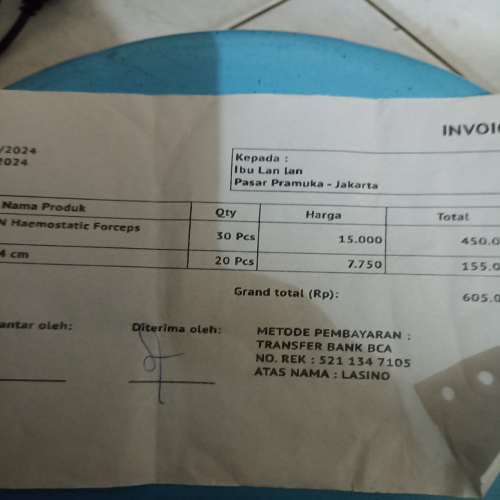 INVOIC
/2024
2024
Kepada :
Ibu Lan lan
Pasar Pramuka - Jakarta
Nama Produk Qty Harga Total
N Haemostatic Forceps 30 Pcs 15.000 450.0
4 cm 20 Pcs 7.750 155.0
Grand total (Rp): 605.0
antar oleh: Diterima oleh:
METODE PEMBAYARAN :
TRANSFER BANK BCA
NO. REK : 521 134 7105
ATAS NAMA : LASINO